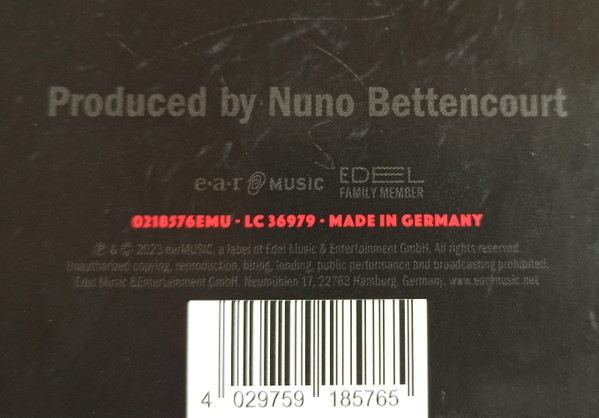 Produced by Nuno Bettencourt
e·a·r MUSIC
EDEL
FAMILY MEMBER
0218576EMU · LC 36979 · MADE IN GERMANY
℗ & © 2023 earMUSIC, a label of Edel Music & Entertainment GmbH. All rights reserved.
Unauthorized copying, reproduction, hiring, lending, public performance and broadcasting prohibited.
Edel Music & Entertainment GmbH, Neumühlen 17, 22763 Hamburg, Germany. www.earmusic.net
4 029759 185765